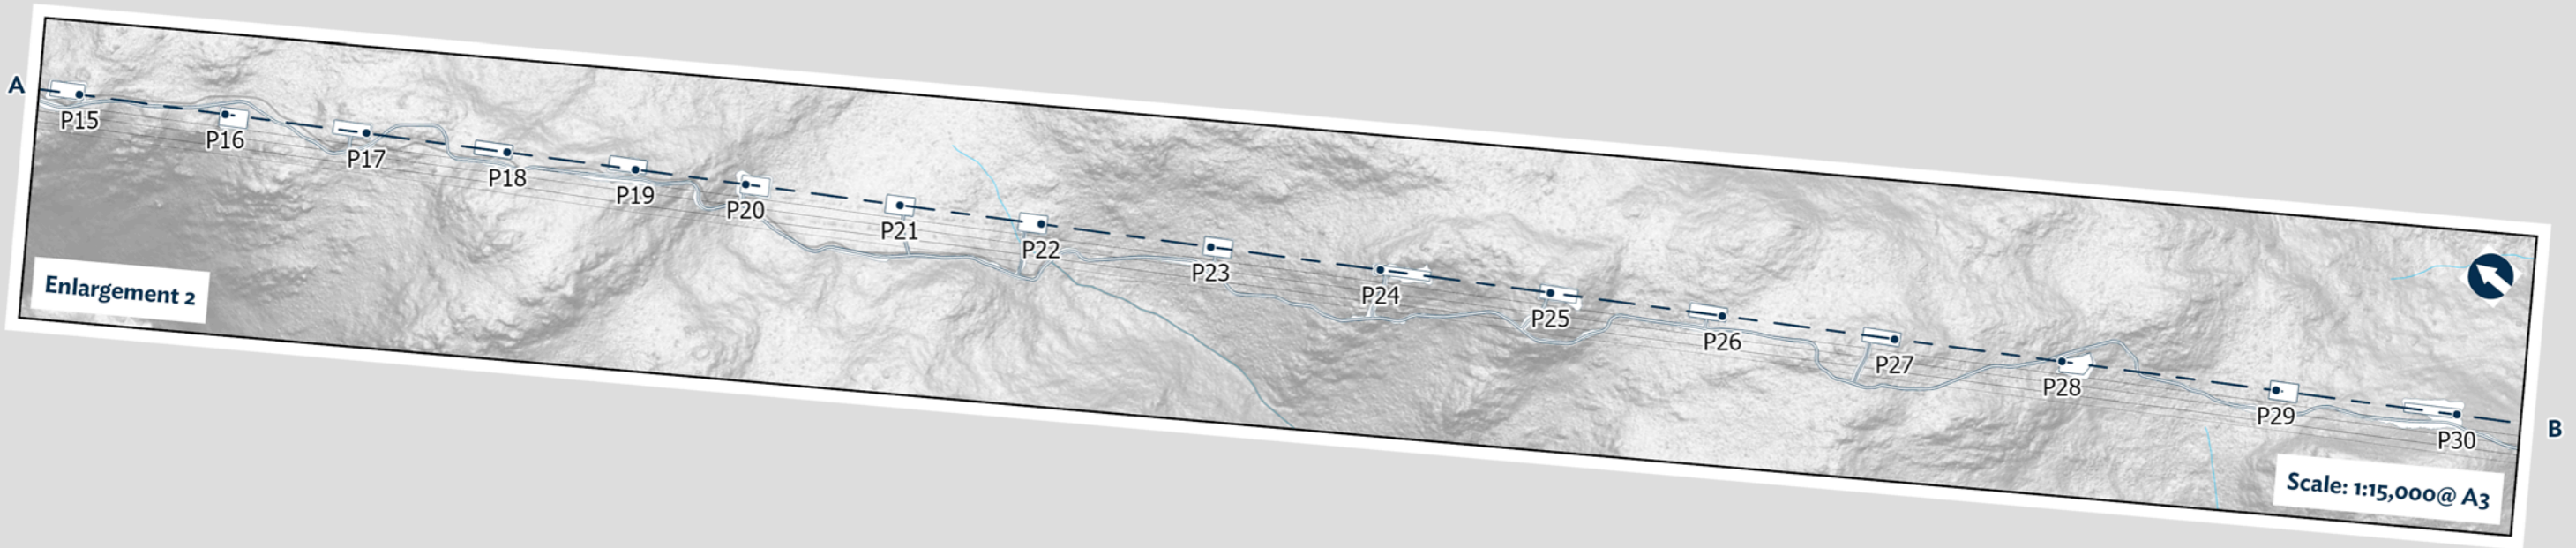 A
P15
P16
P17
P18
P19
P20
P21
P22
P23
P24
P25
P26
P27
P28
P29
P30
B
Enlargement 2
Scale: 1:15,000@ A3